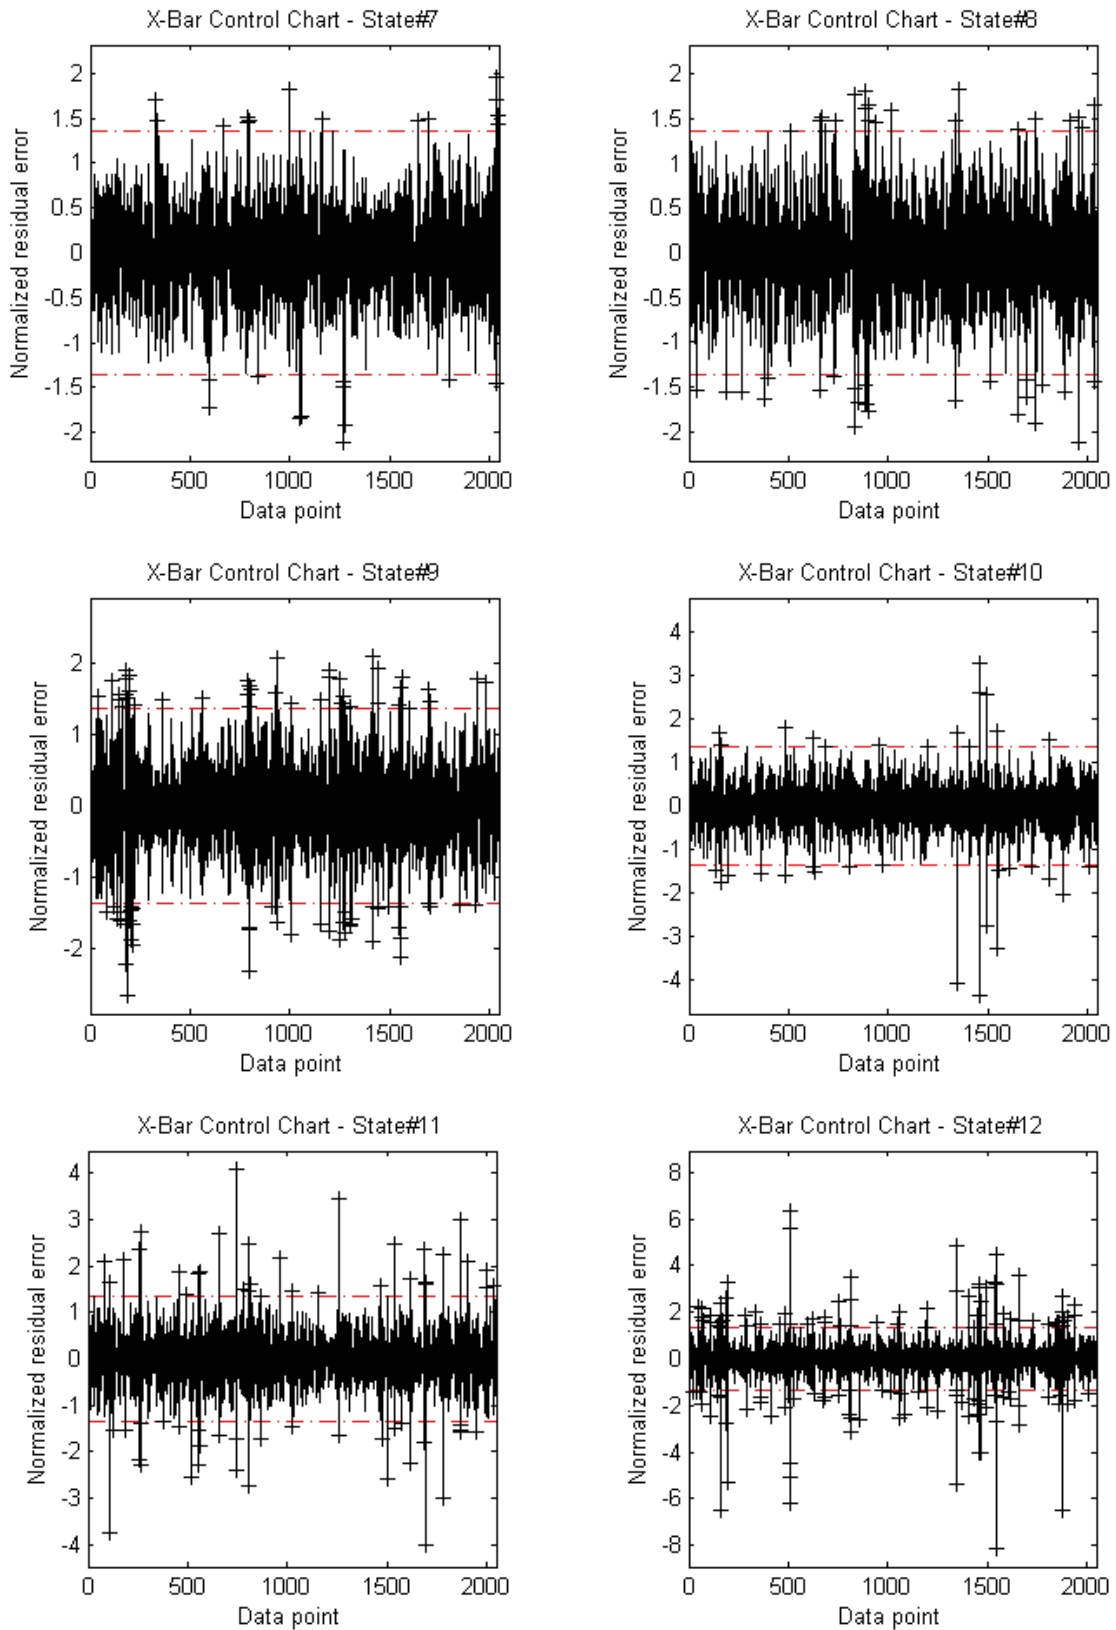 X-Bar Control Chart - State#7
Normalized residual error
2
1.5
1
0.5
0
-0.5
-1
-1.5
-2
0 500 1000 1500 2000
Data point
X-Bar Control Chart - State#8
Normalized residual error
2
1.5
1
0.5
0
-0.5
-1
-1.5
-2
0 500 1000 1500 2000
Data point
X-Bar Control Chart - State#9
Normalized residual error
2
1
0
-1
-2
0 500 1000 1500 2000
Data point
X-Bar Control Chart - State#10
Normalized residual error
4
3
2
1
0
-1
-2
-3
-4
0 500 1000 1500 2000
Data point
X-Bar Control Chart - State#11
Normalized residual error
4
3
2
1
0
-1
-2
-3
-4
0 500 1000 1500 2000
Data point
X-Bar Control Chart - State#12
Normalized residual error
8
6
4
2
0
-2
-4
-6
-8
0 500 1000 1500 2000
Data point